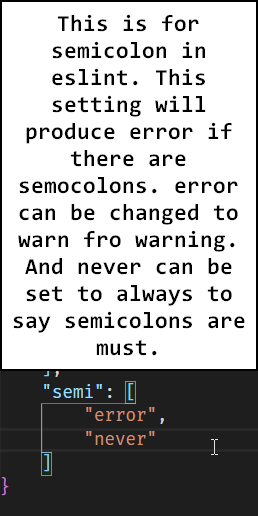 This is for
semicolon in
eslint. This
setting will
produce error if
there are
semocolons. error
can be changed to
warn fro warning.
And never can be
set to always to
say semicolons are
must.
],
"semi": [
"error",
"never"
]
}